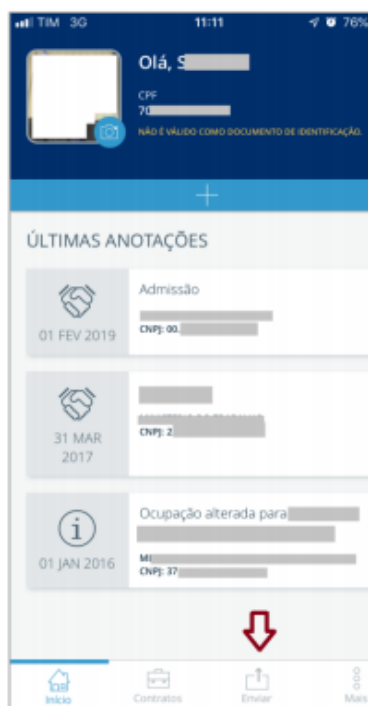 TIM 3G 11:11 76%
Olá, S
CPF
70
NÃO É VÁLIDO COMO DOCUMENTO DE IDENTIFICAÇÃO.
ÚLTIMAS ANOTAÇÕES
Admissão
CNPJ: 00.
01 FEV 2019
CNPJ: 2
31 MAR
2017
Ocupação alterada para
01 JAN 2016
CNPJ: 37
Início Contratos Enviar Mais